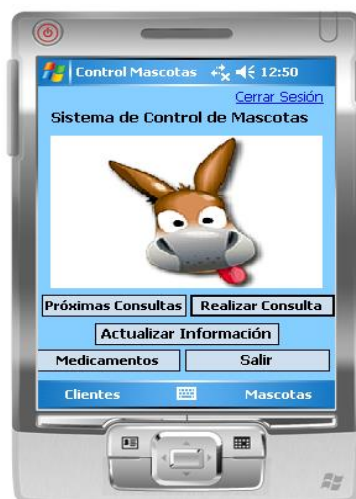 Control Mascotas 12:50
Cerrar Sesión
Sistema de Control de Mascotas
Próximas Consultas Realizar Consulta
Actualizar Información
Medicamentos Salir
Clientes Mascotas